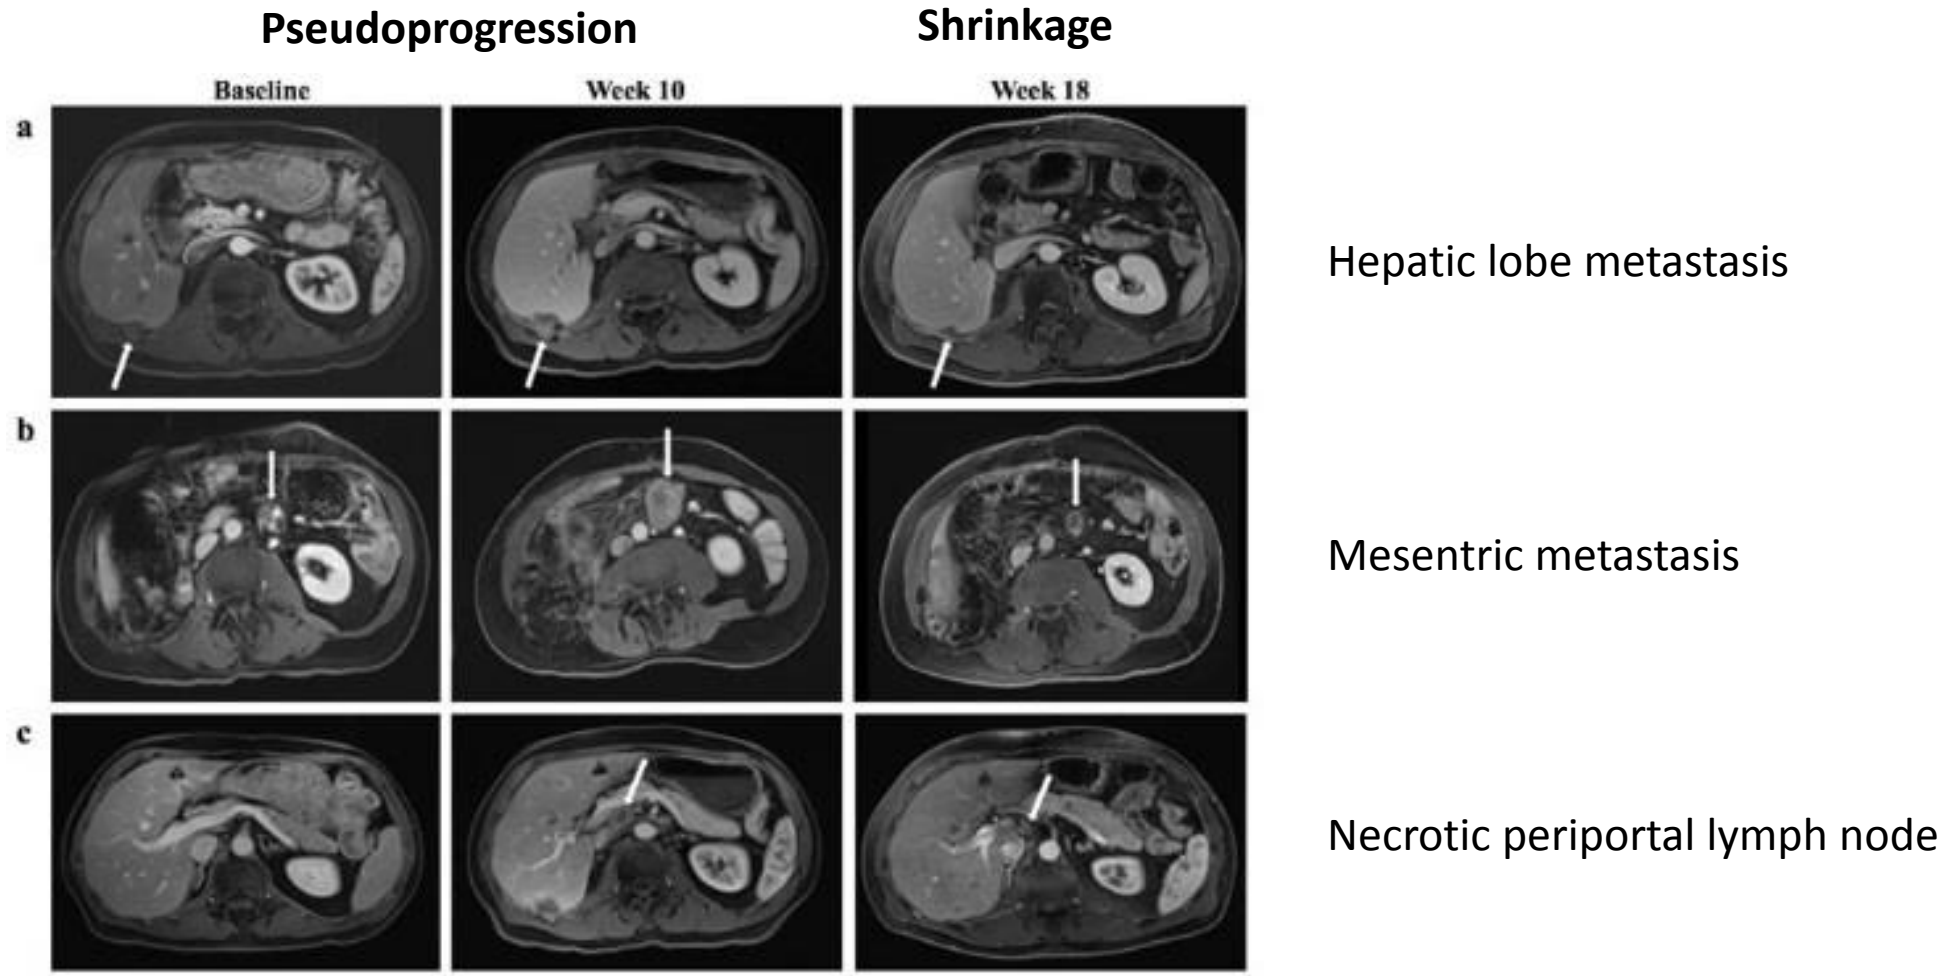 Pseudoprogression
Shrinkage
Baseline
Week 10
Week 18
a
Hepatic lobe metastasis
b
Mesentric metastasis
c
Necrotic periportal lymph node